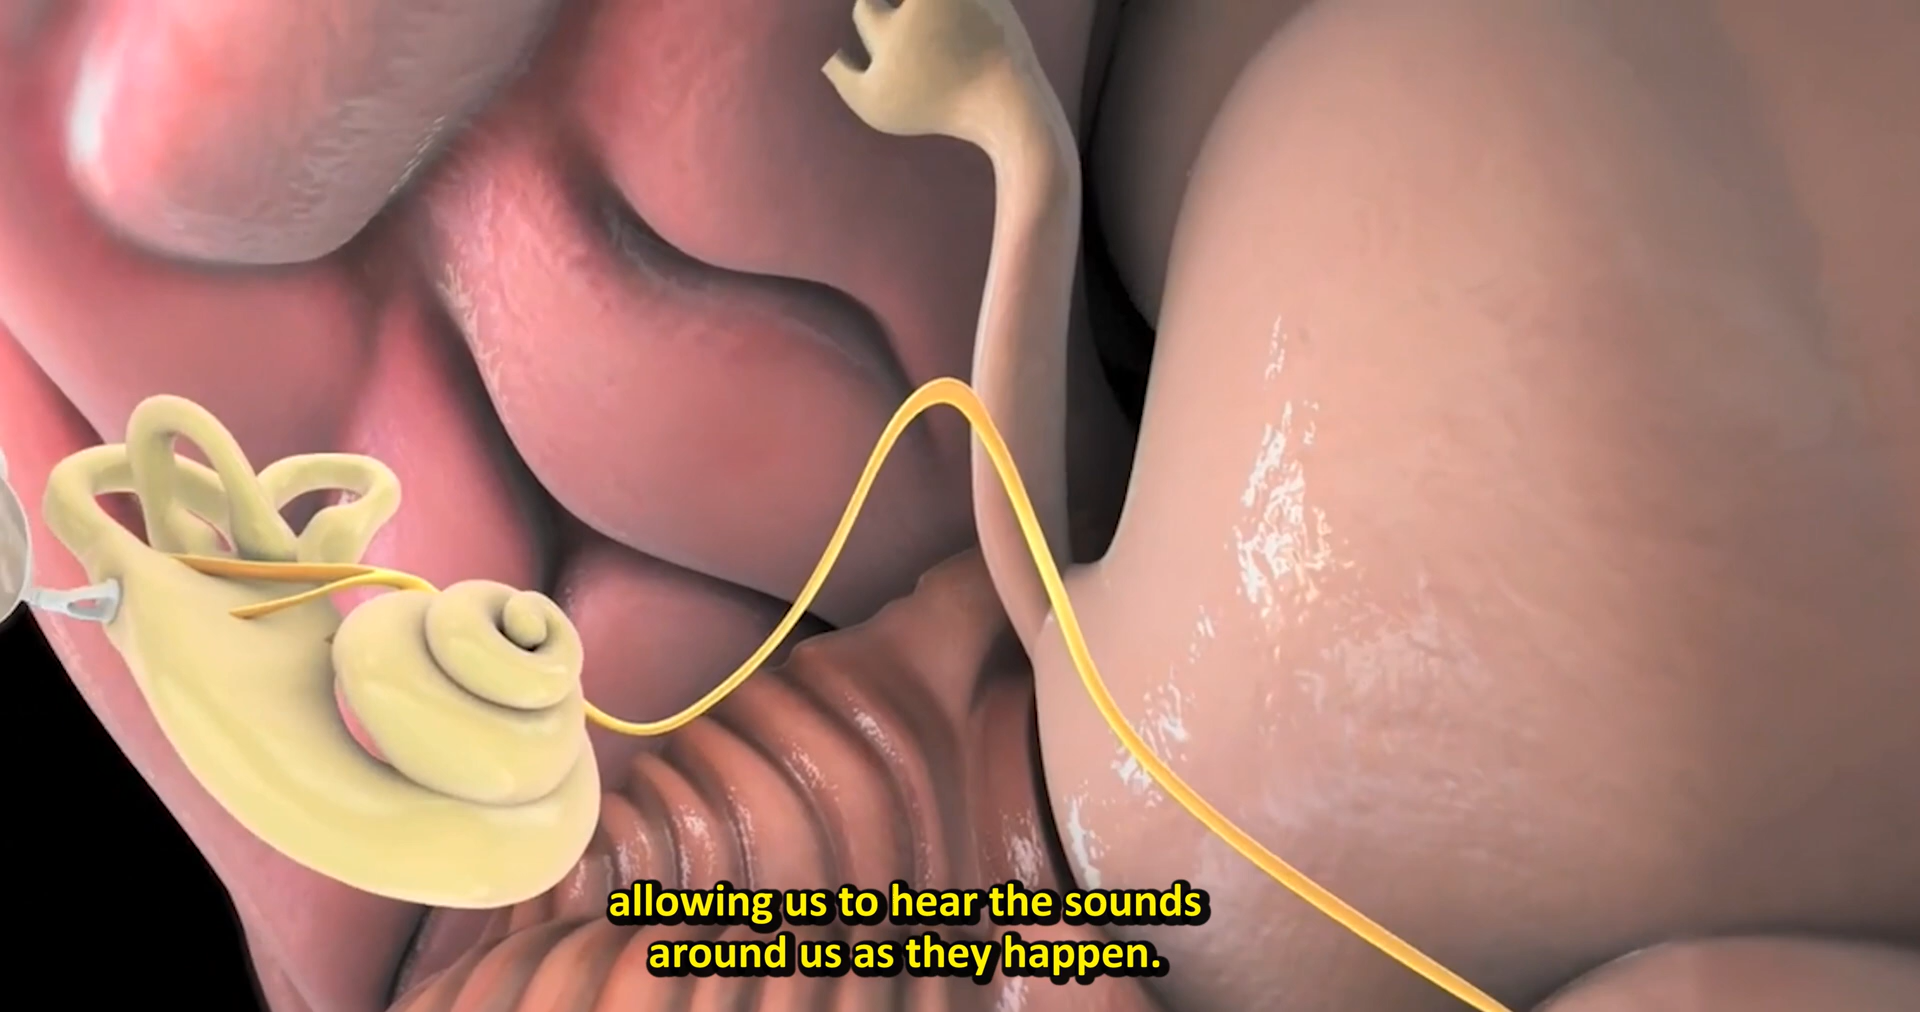 allowing us to hear the sounds
around us as they happen.